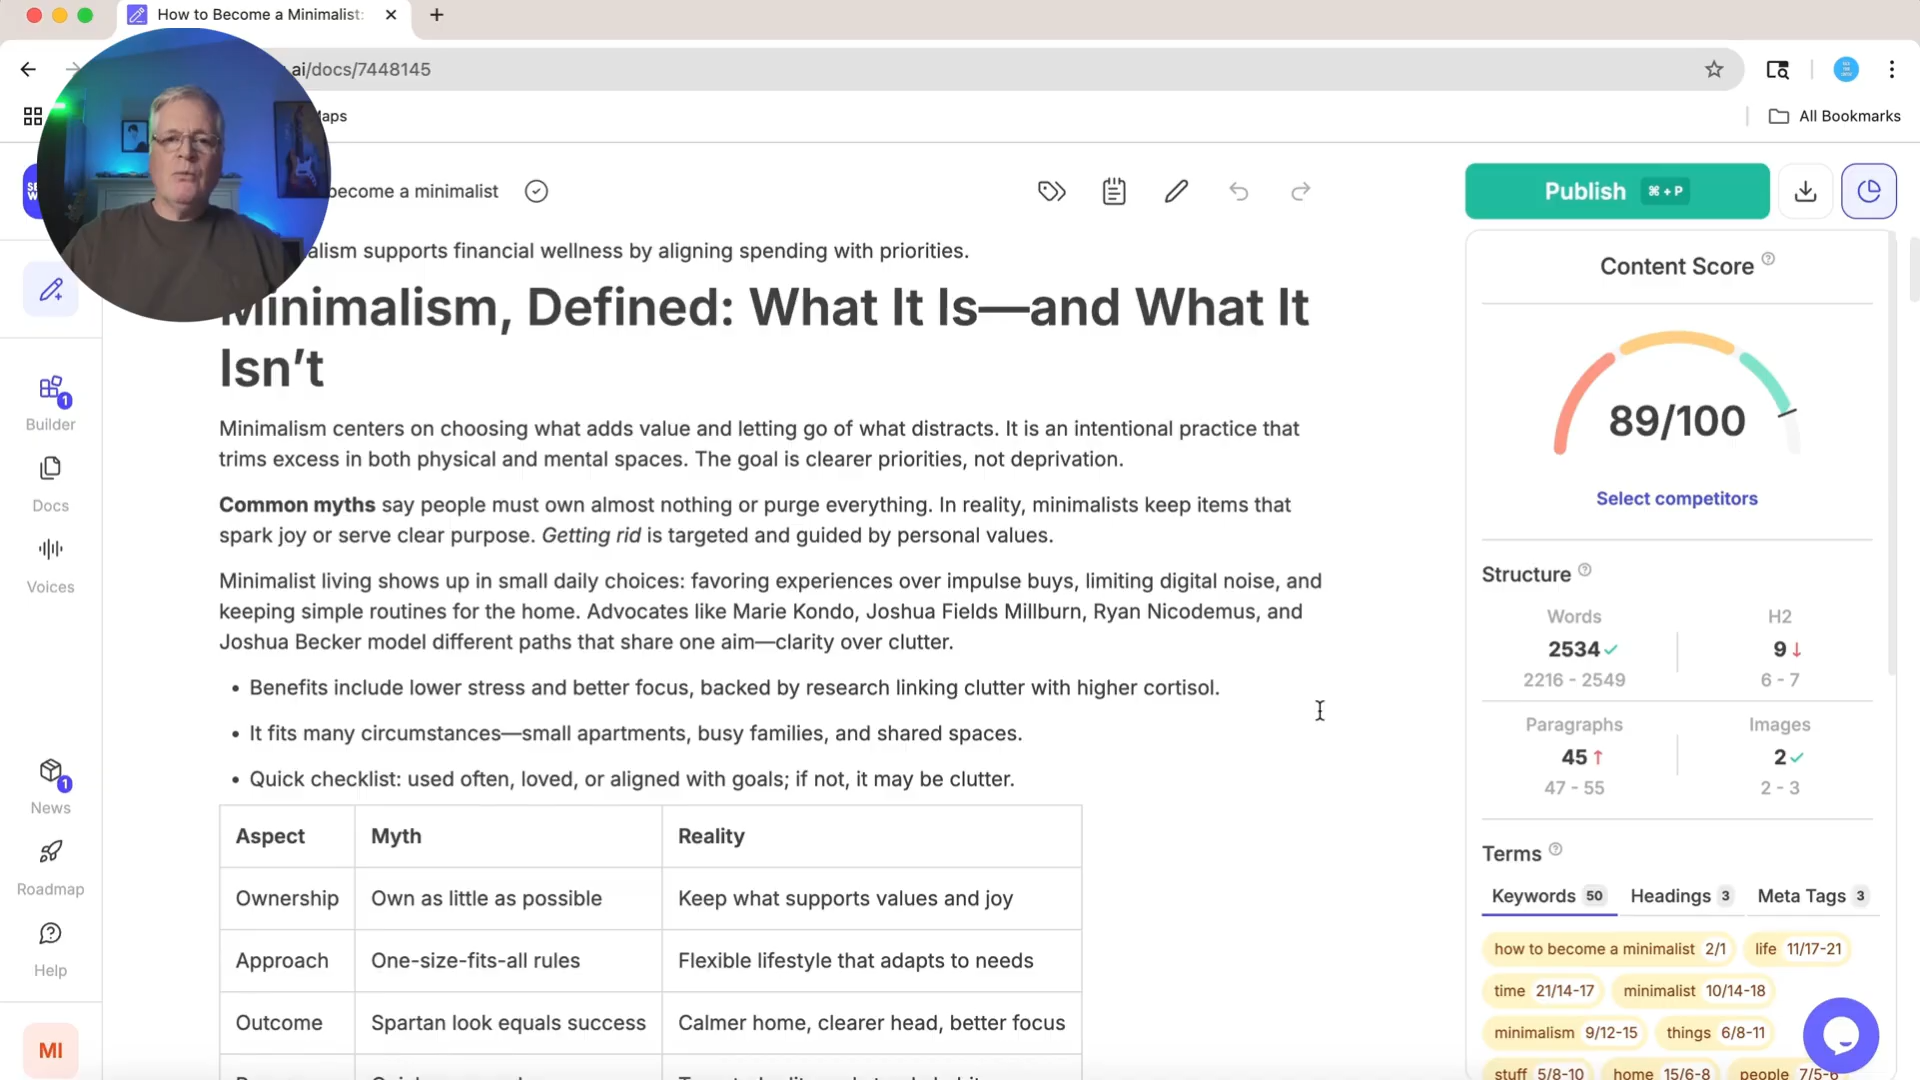 How to Become a Minimalist:
ai/docs/7448145
Maps
All Bookmarks
become a minimalist
Publish ⌘ + P
alism supports financial wellness by aligning spending with priorities.
Minimalism, Defined: What It Is—and What It
Isn’t
Minimalism centers on choosing what adds value and letting go of what distracts. It is an intentional practice that
trims excess in both physical and mental spaces. The goal is clearer priorities, not deprivation.
Common myths say people must own almost nothing or purge everything. In reality, minimalists keep items that
spark joy or serve clear purpose. Getting rid is targeted and guided by personal values.
Minimalist living shows up in small daily choices: favoring experiences over impulse buys, limiting digital noise, and
keeping simple routines for the home. Advocates like Marie Kondo, Joshua Fields Millburn, Ryan Nicodemus, and
Joshua Becker model different paths that share one aim—clarity over clutter.
• Benefits include lower stress and better focus, backed by research linking clutter with higher cortisol.
• It fits many circumstances—small apartments, busy families, and shared spaces.
• Quick checklist: used often, loved, or aligned with goals; if not, it may be clutter.
Aspect Myth Reality
Ownership Own as little as possible Keep what supports values and joy
Approach One-size-fits-all rules Flexible lifestyle that adapts to needs
Outcome Spartan look equals success Calmer home, clearer head, better focus
Builder 1
Docs
Voices
News 1
Roadmap
Help
MI
Content Score
89/100
Select competitors
Structure
Words H2
2534 9
2216 - 2549 6 - 7
Paragraphs Images
45 2
47 - 55 2 - 3
Terms
Keywords 50 Headings 3 Meta Tags 3
how to become a minimalist 2/1 life 11/17-21
time 21/14-17 minimalist 10/14-18
minimalism 9/12-15 things 6/8-11
stuff 5/8-10 home 15/6-8 people 7/5-6